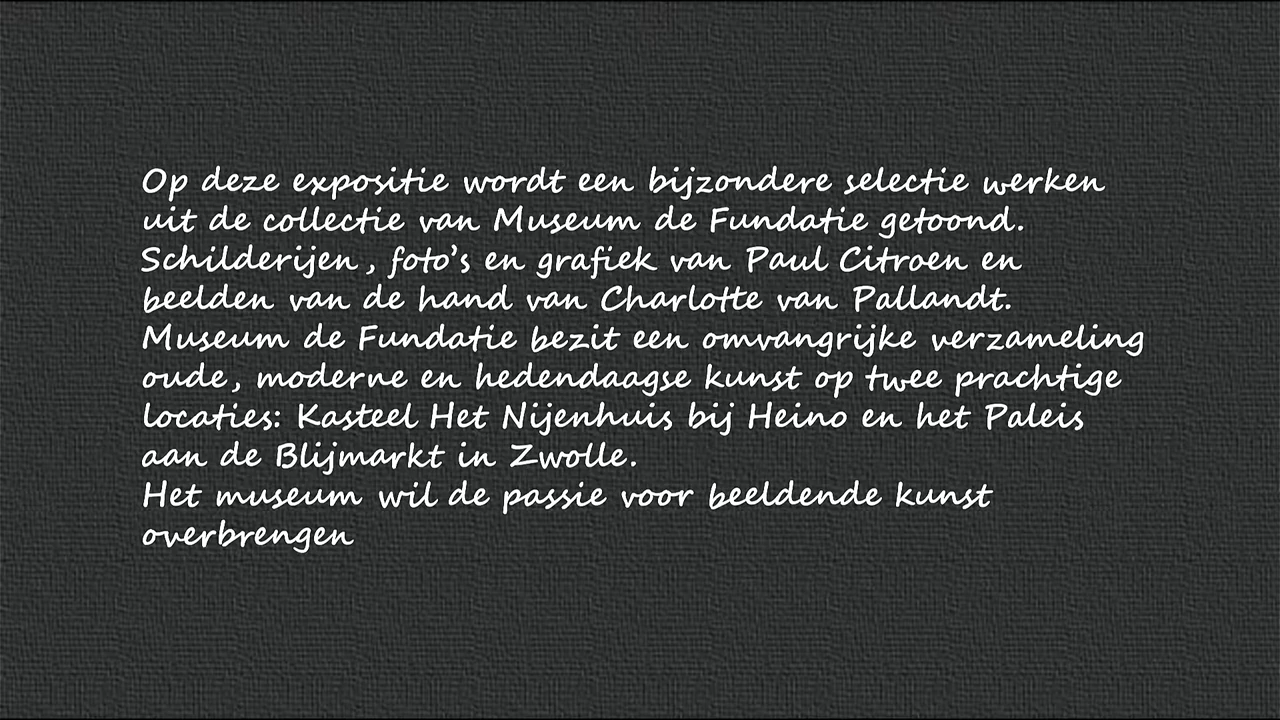 Op deze expositie wordt een bijzondere selectie werken
uit de collectie van Museum de Fundatie getoond.
Schilderijen , foto's en grafiek van Paul Citroen en
beelden van de hand van Charlotte van Pallandt.
Museum de Fundatie bezit een omvangrijke verzameling
oude, moderne en hedendaagse kunst op twee prachtige
locaties: Kasteel Het Nijenhuis bij Heino en het Paleis
aan de Blijmarkt in Zwolle.
Het museum wil de passie voor beeldende kunst
overbrengen